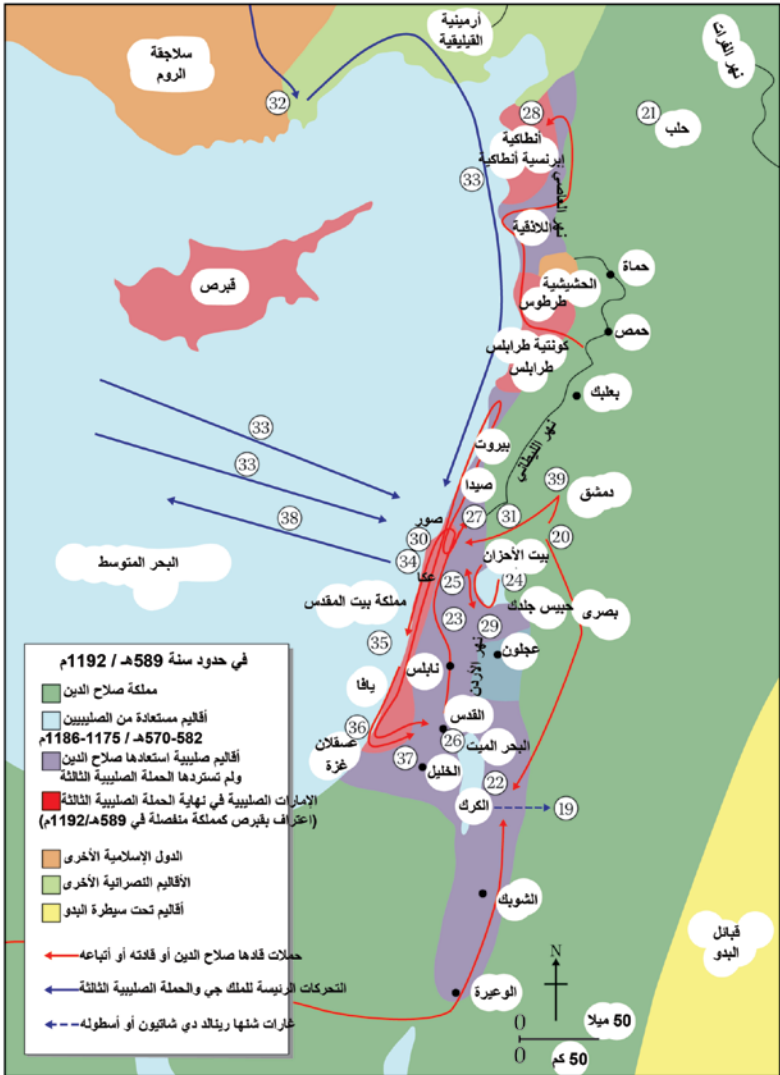 أرمينية
القيليقية
سلاجقة
الروم
نهر الفرات
32
28
21
حلب
أنطاكية
إبرنسية أنطاكية
33
نهر العاصي
اللاذقية
حماة
الحشيشية
قبرص
طرطوس
حمص
كونتية طرابلس
طرابلس
بعلبك
33
بيروت
نهر الليطاني
33
صيدا
39
دمشق
38
صور
27
31
30
20
34
بيت الأحزان
البحر المتوسط
عكا
25
24
مملكة بيت المقدس
حبيس جلدك
بصرى
23
29
35
عجلون
نهر الأردن
نابلس
يافا
القدس
36
26
البحر الميت
عسقلان
غزة
37
الخليل
22
الكرك
19
الشوبك
قبائل
البدو
الوعيرة
N
0
50 ميلا
0
50 كم
في حدود سنة 589هـ / 1192م
مملكة صلاح الدين
أقاليم مستعادة من الصليبيين
570-582هـ / 1175-1186م
أقاليم صليبية استعادها صلاح الدين
ولم تستردها الحملة الصليبية الثالثة
الإمارات الصليبية في نهاية الحملة الصليبية الثالثة
(اعتراف بقبرص كمملكة منفصلة في 589هـ/1192م)
الدول الإسلامية الأخرى
الأقاليم النصرانية الأخرى
أقاليم تحت سيطرة البدو
حملات قادها صلاح الدين أو قادته أو أتباعه
التحركات الرئيسة للملك جي والحملة الصليبية الثالثة
غارات شنها رينالد دي شاتيون أو أسطوله